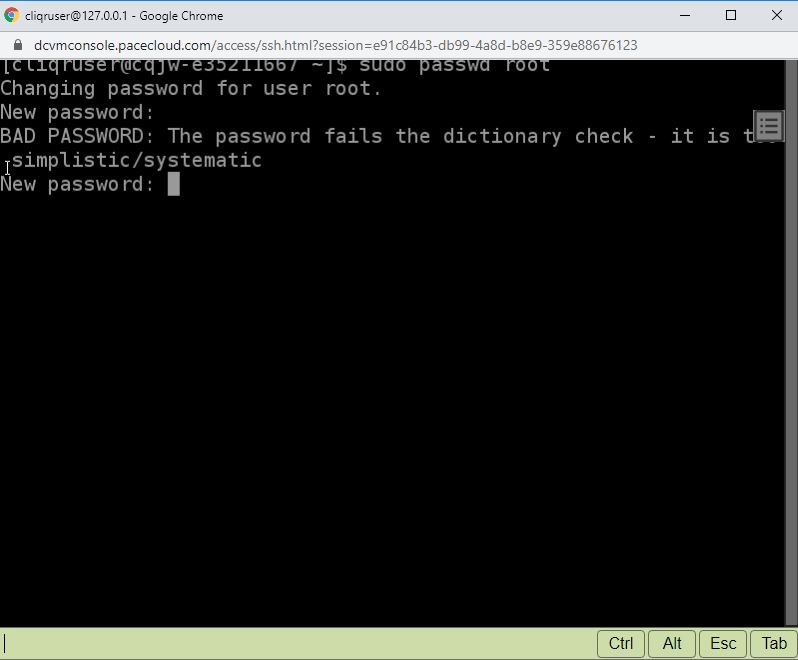 cliqruser@127.0.0.1 - Google Chrome
dcvmconsole.pacecloud.com/access/ssh.html?session=e91c84b3-db99-4a8d-b8e9-359e88676123
[cliqruser@cqjw-e35211667 ~]$ sudo passwd root
Changing password for user root.
New password:
BAD PASSWORD: The password fails the dictionary check - it is too
simplistic/systematic
New password:
Ctrl Alt Esc Tab